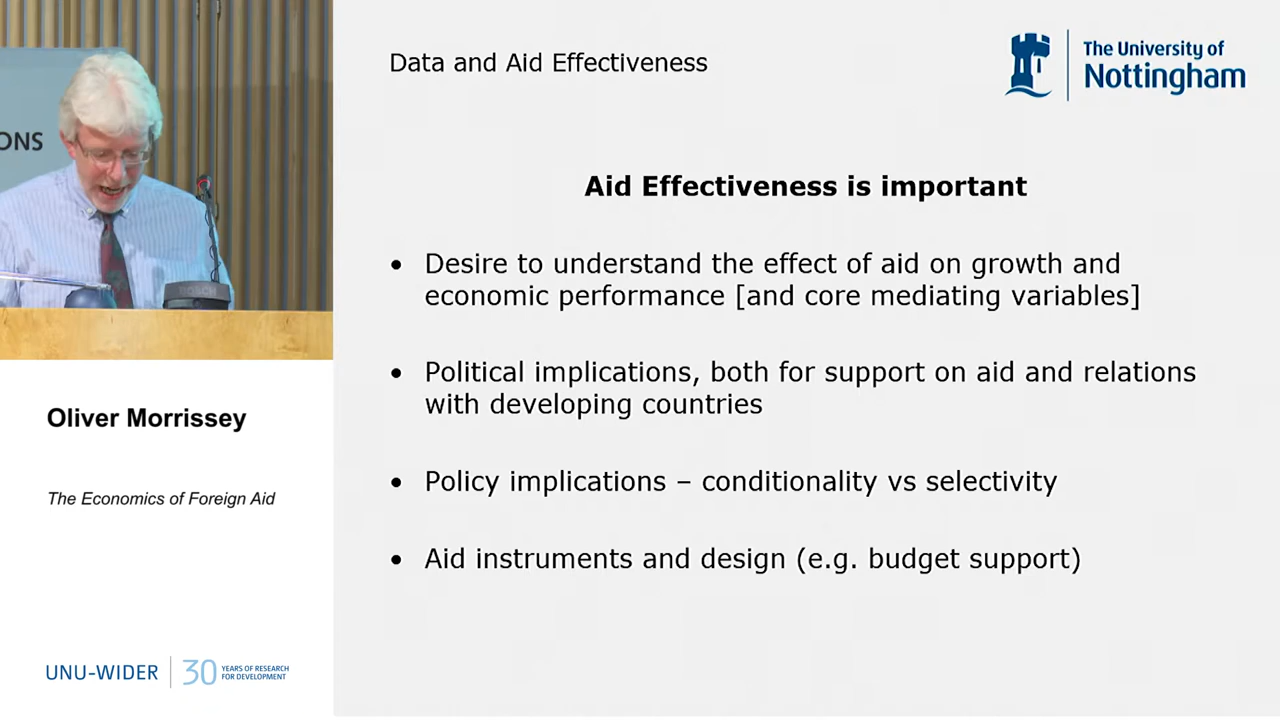 ONS
Oliver Morrissey
The Economics of Foreign Aid
UNU-WIDER
30
YEARS OF RESEARCH
FOR DEVELOPMENT
Data and Aid Effectiveness
The University of
Nottingham
Aid Effectiveness is important
• Desire to understand the effect of aid on growth and
economic performance [and core mediating variables]
• Political implications, both for support on aid and relations
with developing countries
• Policy implications – conditionality vs selectivity
• Aid instruments and design (e.g. budget support)